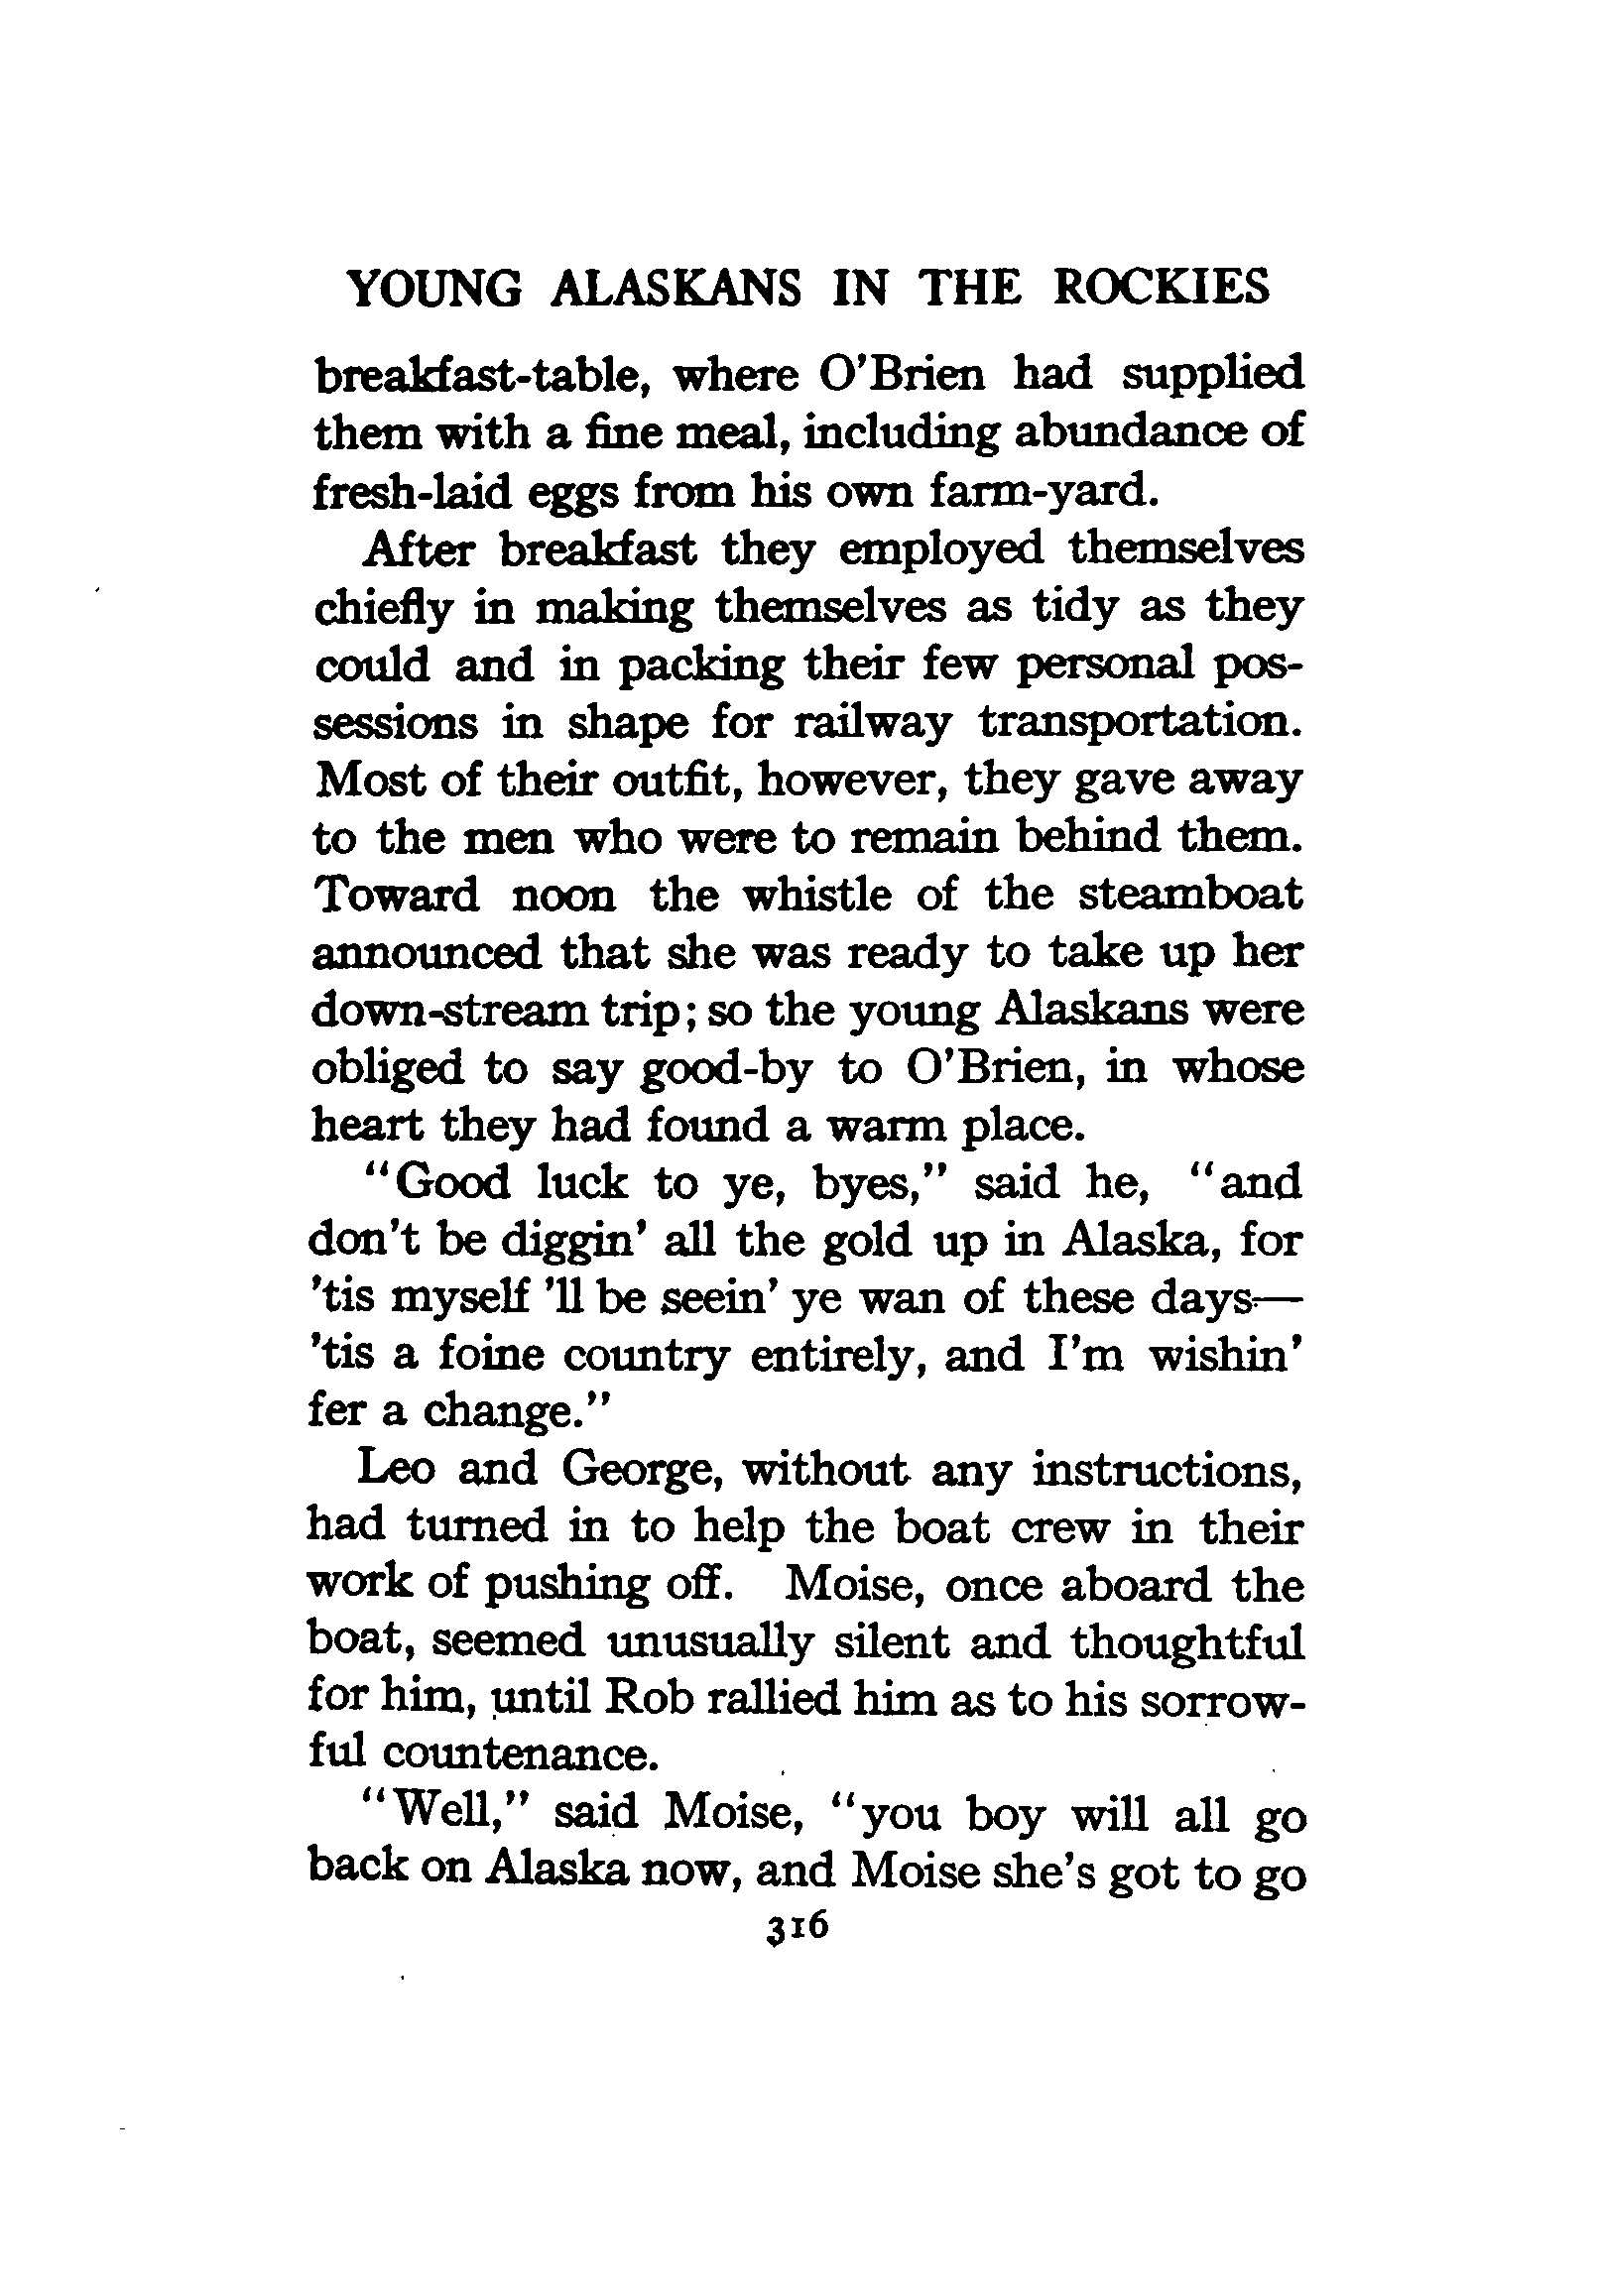 YOUNG ALASKANS IN THE ROCKIES
breakfast-table, where O'Brien had supplied
them with a fine meal, including abundance of
fresh-laid eggs from his own farm-yard.
After breakfast they employed themselves
chiefly in making themselves as tidy as they
could and in packing their few personal pos-
sessions in shape for railway transportation.
Most of their outfit, however, they gave away
to the men who were to remain behind them.
Toward noon the whistle of the steamboat
announced that she was ready to take up her
down-stream trip; so the young Alaskans were
obliged to say good-by to O'Brien, in whose
heart they had found a warm place.
"Good luck to ye, byes," said he, "and
don't be diggin' all the gold up in Alaska, for
'tis myself 'll be seein' ye wan of these days—
'tis a foine country entirely, and I'm wishin'
fer a change."
Leo and George, without any instructions,
had turned in to help the boat crew in their
work of pushing off. Moise, once aboard the
boat, seemed unusually silent and thoughtful
for him, until Rob rallied him as to his sorrow-
ful countenance.
"Well," said Moise, "you boy will all go
back on Alaska now, and Moise she's got to go
316